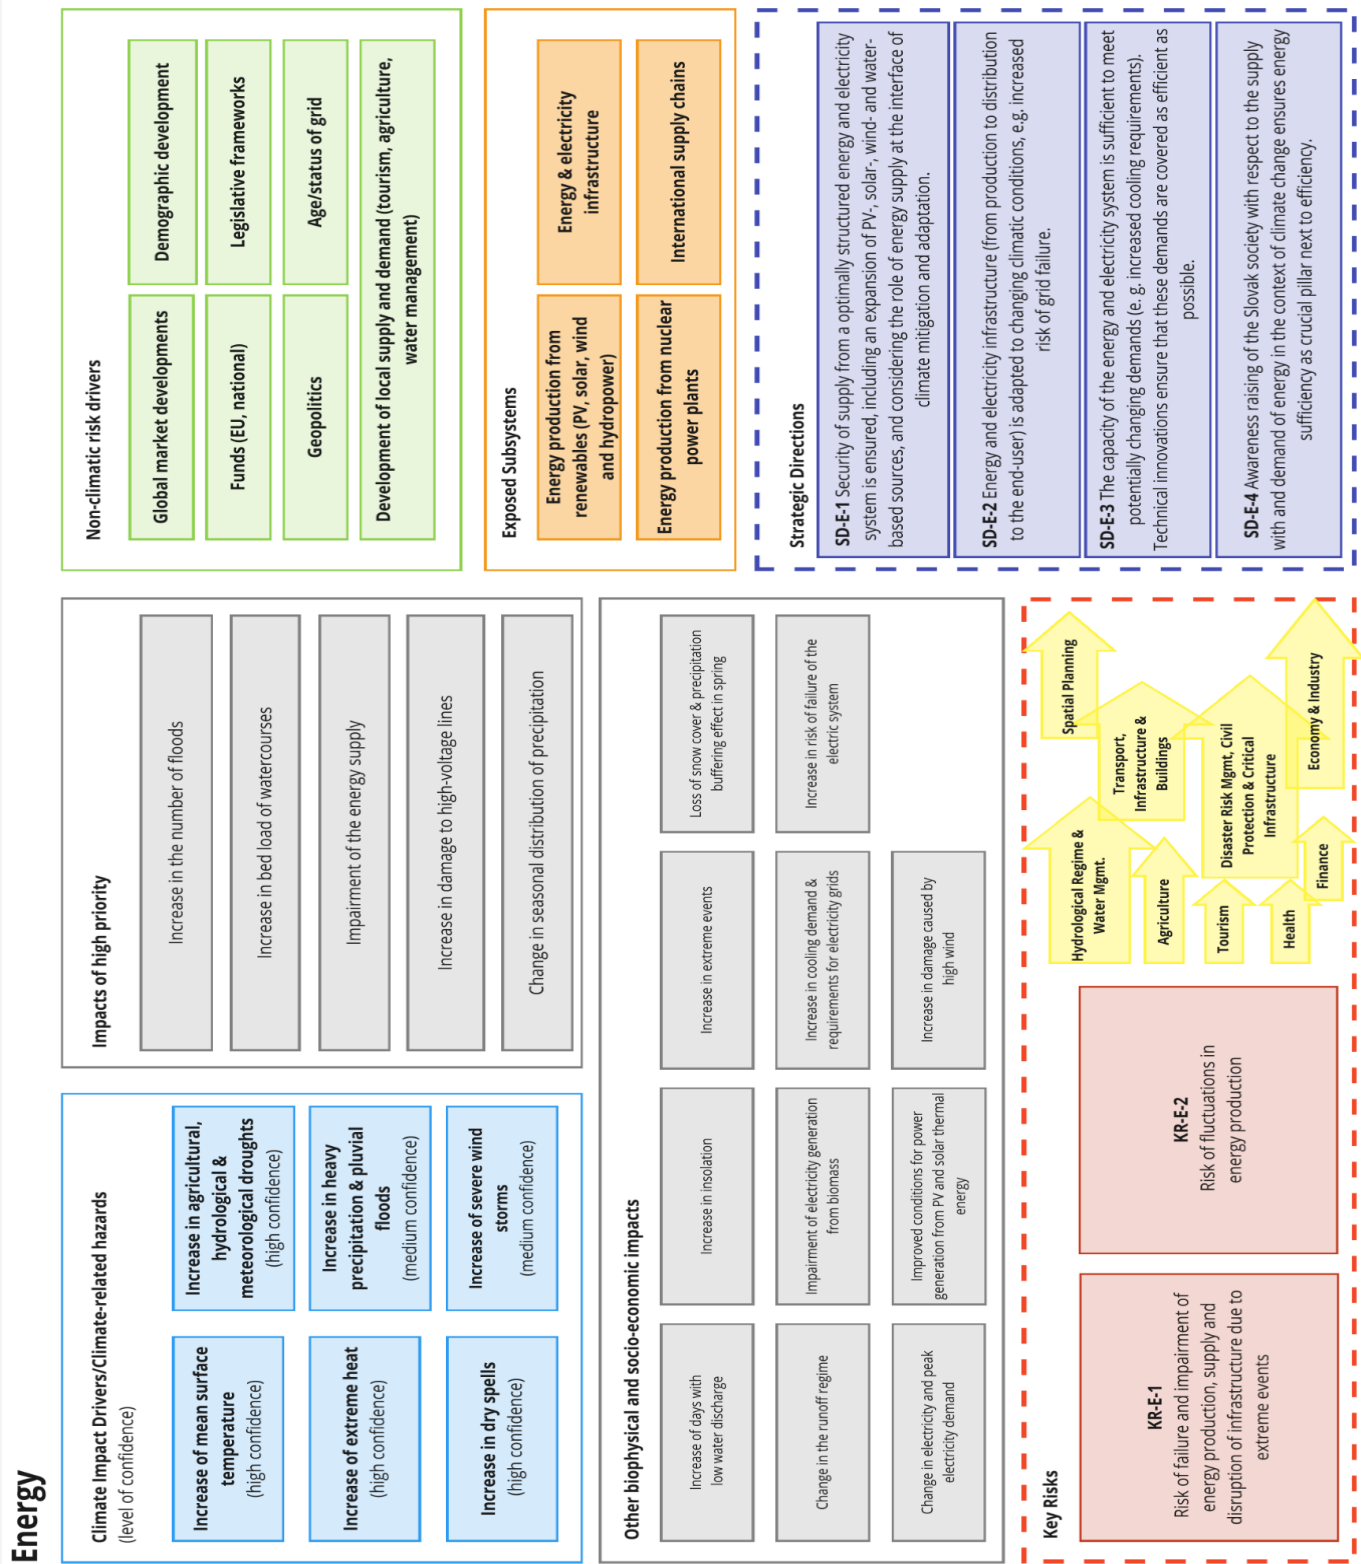 Energy
Climate Impact Drivers/Climate-related hazards
(level of confidence)
Increase of mean surface
temperature
(high confidence)
Increase in agricultural,
hydrological &
meteorological droughts
(high confidence)
Increase of extreme heat
(high confidence)
Increase in heavy
precipitation & pluvial
floods
(medium confidence)
Increase in dry spells
(high confidence)
Increase of severe wind
storms
(medium confidence)
Impacts of high priority
Increase in the number of floods
Increase in bed load of watercourses
Impairment of the energy supply
Increase in damage to high-voltage lines
Change in seasonal distribution of precipitation
Non-climatic risk drivers
Global market developments
Demographic development
Funds (EU, national)
Legislative frameworks
Geopolitics
Age/status of grid
Development of local supply and demand (tourism, agriculture,
water management)
Exposed Subsystems
Energy production from
renewables (PV, solar, wind
and hydropower)
Energy & electricity
infrastructure
Energy production from nuclear
power plants
International supply chains
Other biophysical and socio-economic impacts
Increase of days with
low water discharge
Increase in insolation
Increase in extreme events
Loss of snow cover & precipitation
buffering effect in spring
Change in the runoff regime
Impairment of electricity generation
from biomass
Increase in cooling demand &
requirements for electricity grids
Increase in risk of failure of the
electric system
Change in electricity and peak
electricity demand
Improved conditions for power
generation from PV and solar thermal
energy
Increase in damage caused by
high wind
Strategic Directions
SD-E-1 Security of supply from a optimally structured energy and electricity
system is ensured, including an expansion of PV-, solar-, wind- and water-
based sources, and considering the role of energy supply at the interface of
climate mitigation and adaptation.
SD-E-2 Energy and electricity infrastructure (from production to distribution
to the end-user) is adapted to changing climatic conditions, e.g. increased
risk of grid failure.
SD-E-3 The capacity of the energy and electricity system is sufficient to meet
potentially changing demands (e. g. increased cooling requirements).
Technical innovations ensure that these demands are covered as efficient as
possible.
SD-E-4 Awareness raising of the Slovak society with respect to the supply
with and demand of energy in the context of climate change ensures energy
sufficiency as crucial pillar next to efficiency.
Key Risks
KR-E-1
Risk of failure and impairment of
energy production, supply and
disruption of infrastructure due to
extreme events
KR-E-2
Risk of fluctuations in
energy production
Hydrological Regime &
Water Mgmt.
Spatial Planning
Agriculture
Transport,
Infrastructure &
Buildings
Tourism
Disaster Risk Mgmt, Civil
Protection & Critical
Infrastructure
Health
Finance
Economy & Industry